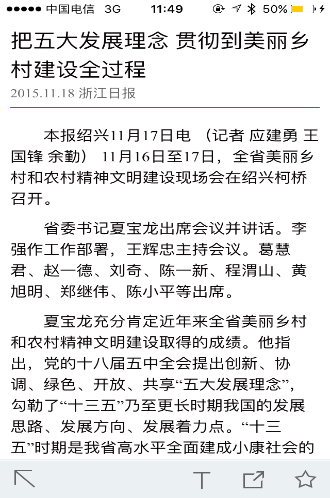 中国电信 3G 11:49 50%
把五大发展理念 贯彻到美丽乡
村建设全过程
2015.11.18 浙江日报
本报绍兴11月17日电 （记者 应建勇 王
国锋 余勤） 11月16日至17日，全省美丽乡
村和农村精神文明建设现场会在绍兴柯桥
召开。
省委书记夏宝龙出席会议并讲话。李
强作工作部署，王辉忠主持会议。葛慧
君、赵一德、刘奇、陈一新、程渭山、黄
旭明、郑继伟、陈小平等出席。
夏宝龙充分肯定近年来全省美丽乡村
和农村精神文明建设取得的成绩。他指
出，党的十八届五中全会提出创新、协
调、绿色、开放、共享“五大发展理念”，
勾勒了“十三五”乃至更长时期我国的发展
思路、发展方向、发展着力点。“十三
五”时期是我省高水平全面建成小康社会的